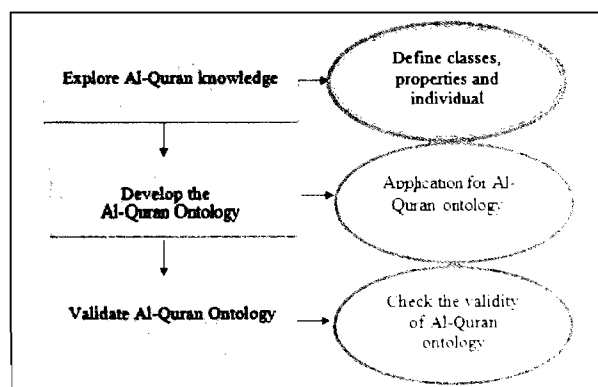 Explore Al-Quran knowledge
Define classes,
properties and
individual
Develop the
Al-Quran Ontology
Application for Al-
Quran ontology
Validate Al-Quran Ontology
Check the validity
of Al-Quran
ontology